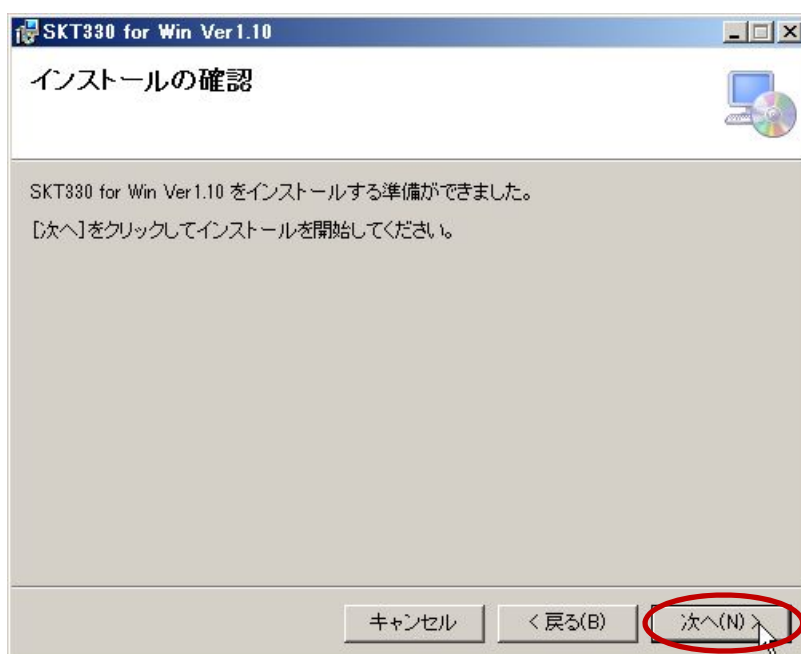 SKT330 for Win Ver1.10
インストールの確認
SKT330 for Win Ver1.10 をインストールする準備ができました。
[次へ]をクリックしてインストールを開始してください。
キャンセル
< 戻る(B)
次へ(N) >